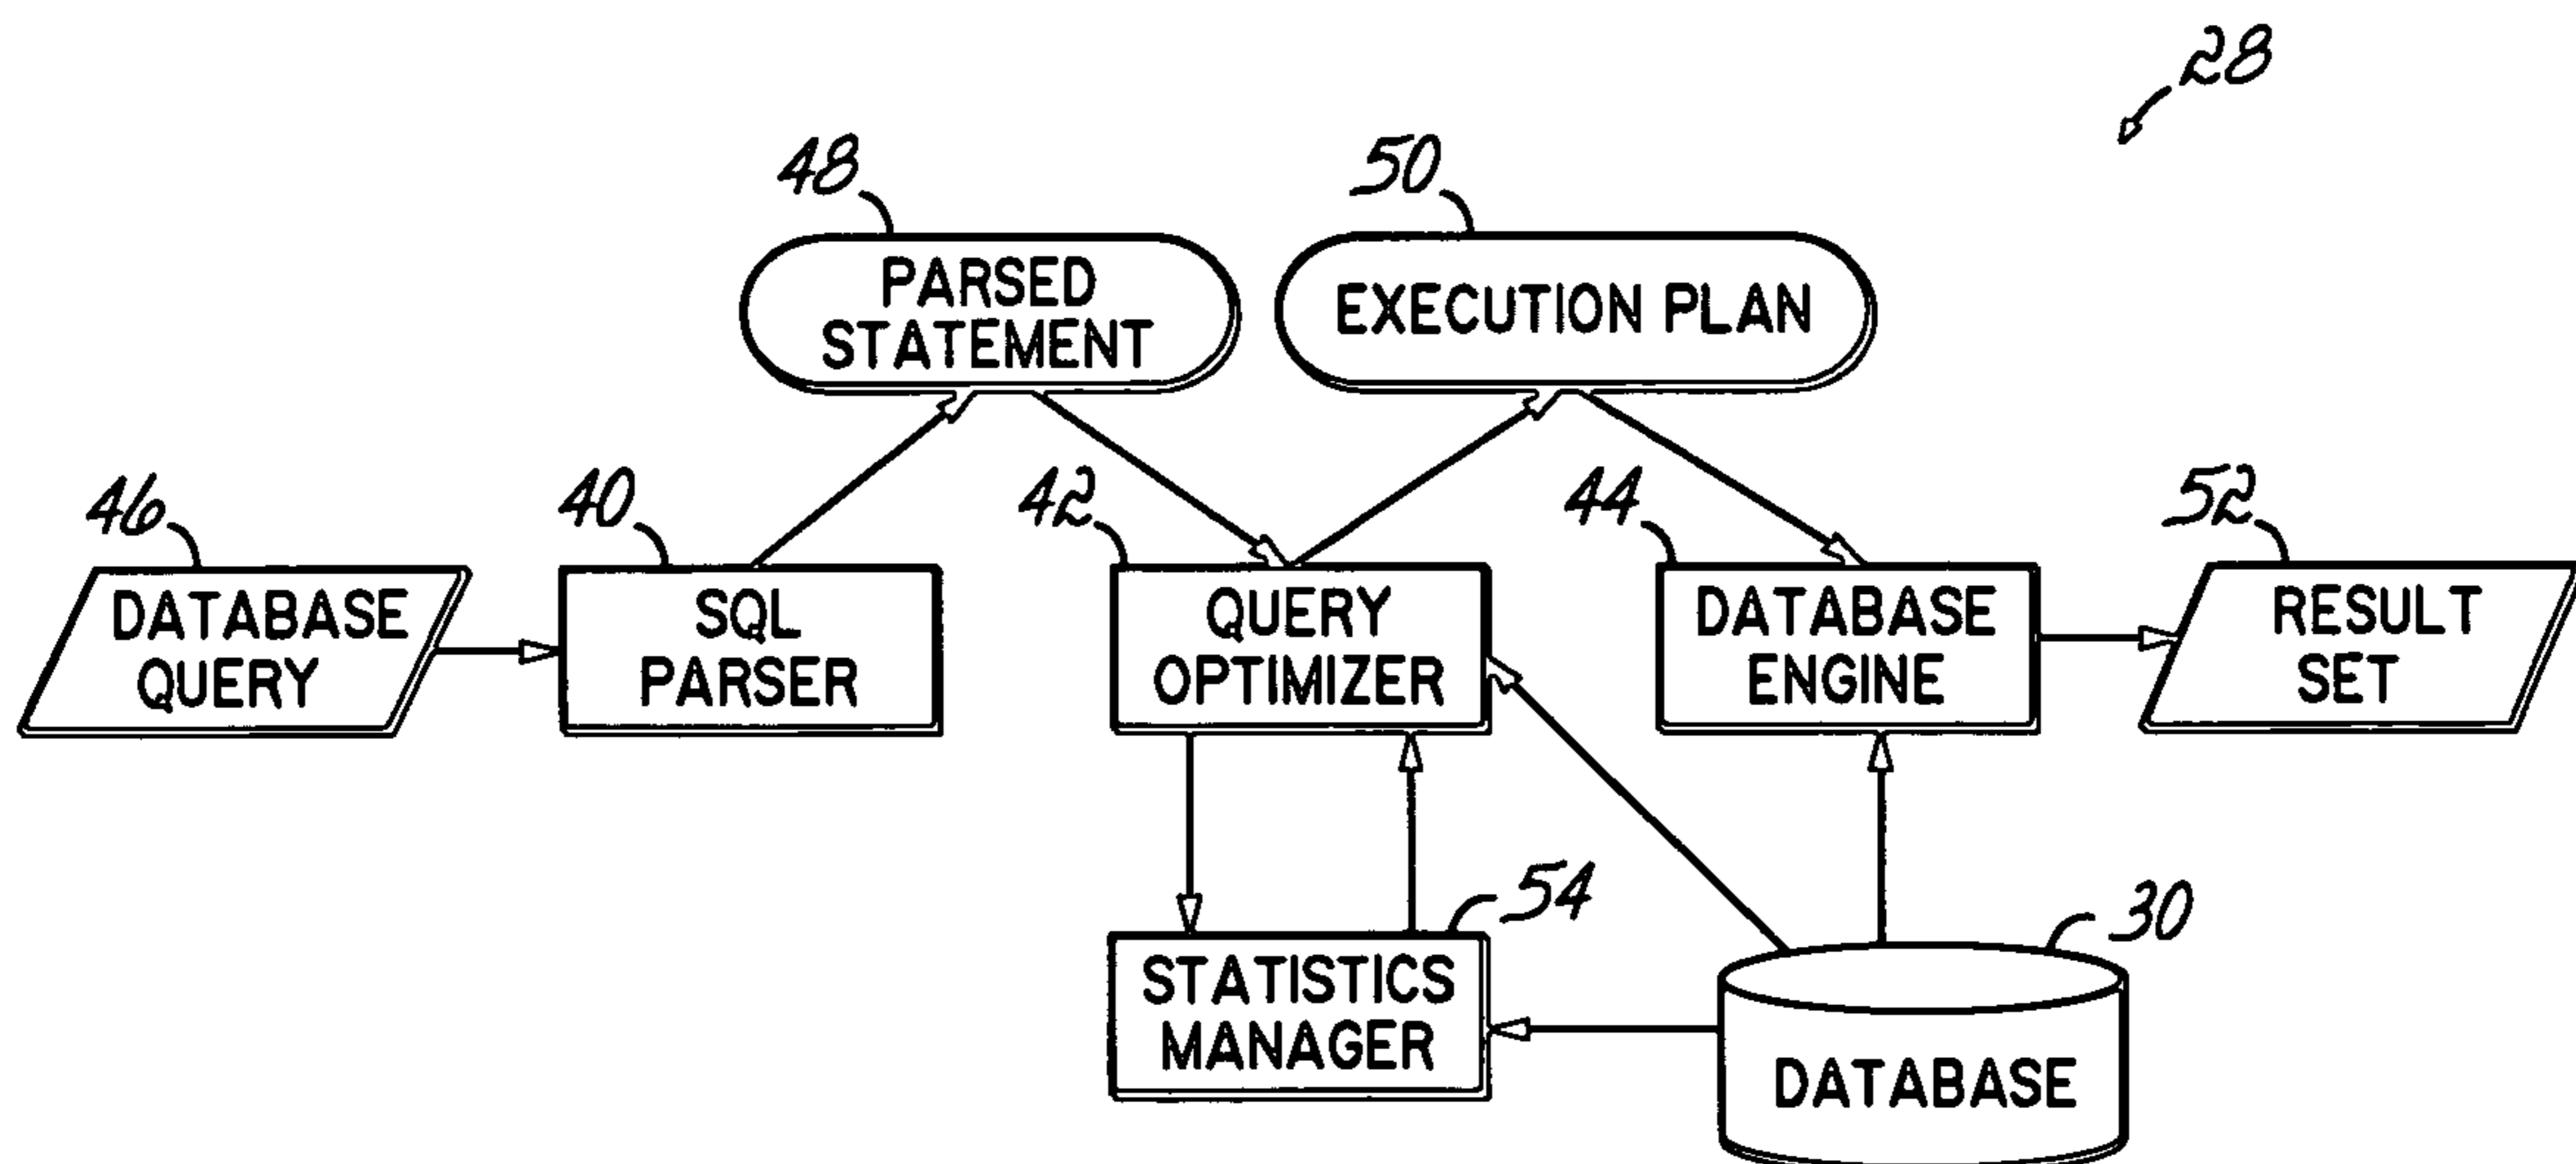 28
48
50
PARSED
STATEMENT
EXECUTION PLAN
46
40
42
44
52
DATABASE
QUERY
SQL
PARSER
QUERY
OPTIMIZER
DATABASE
ENGINE
RESULT
SET
54
30
STATISTICS
MANAGER
DATABASE